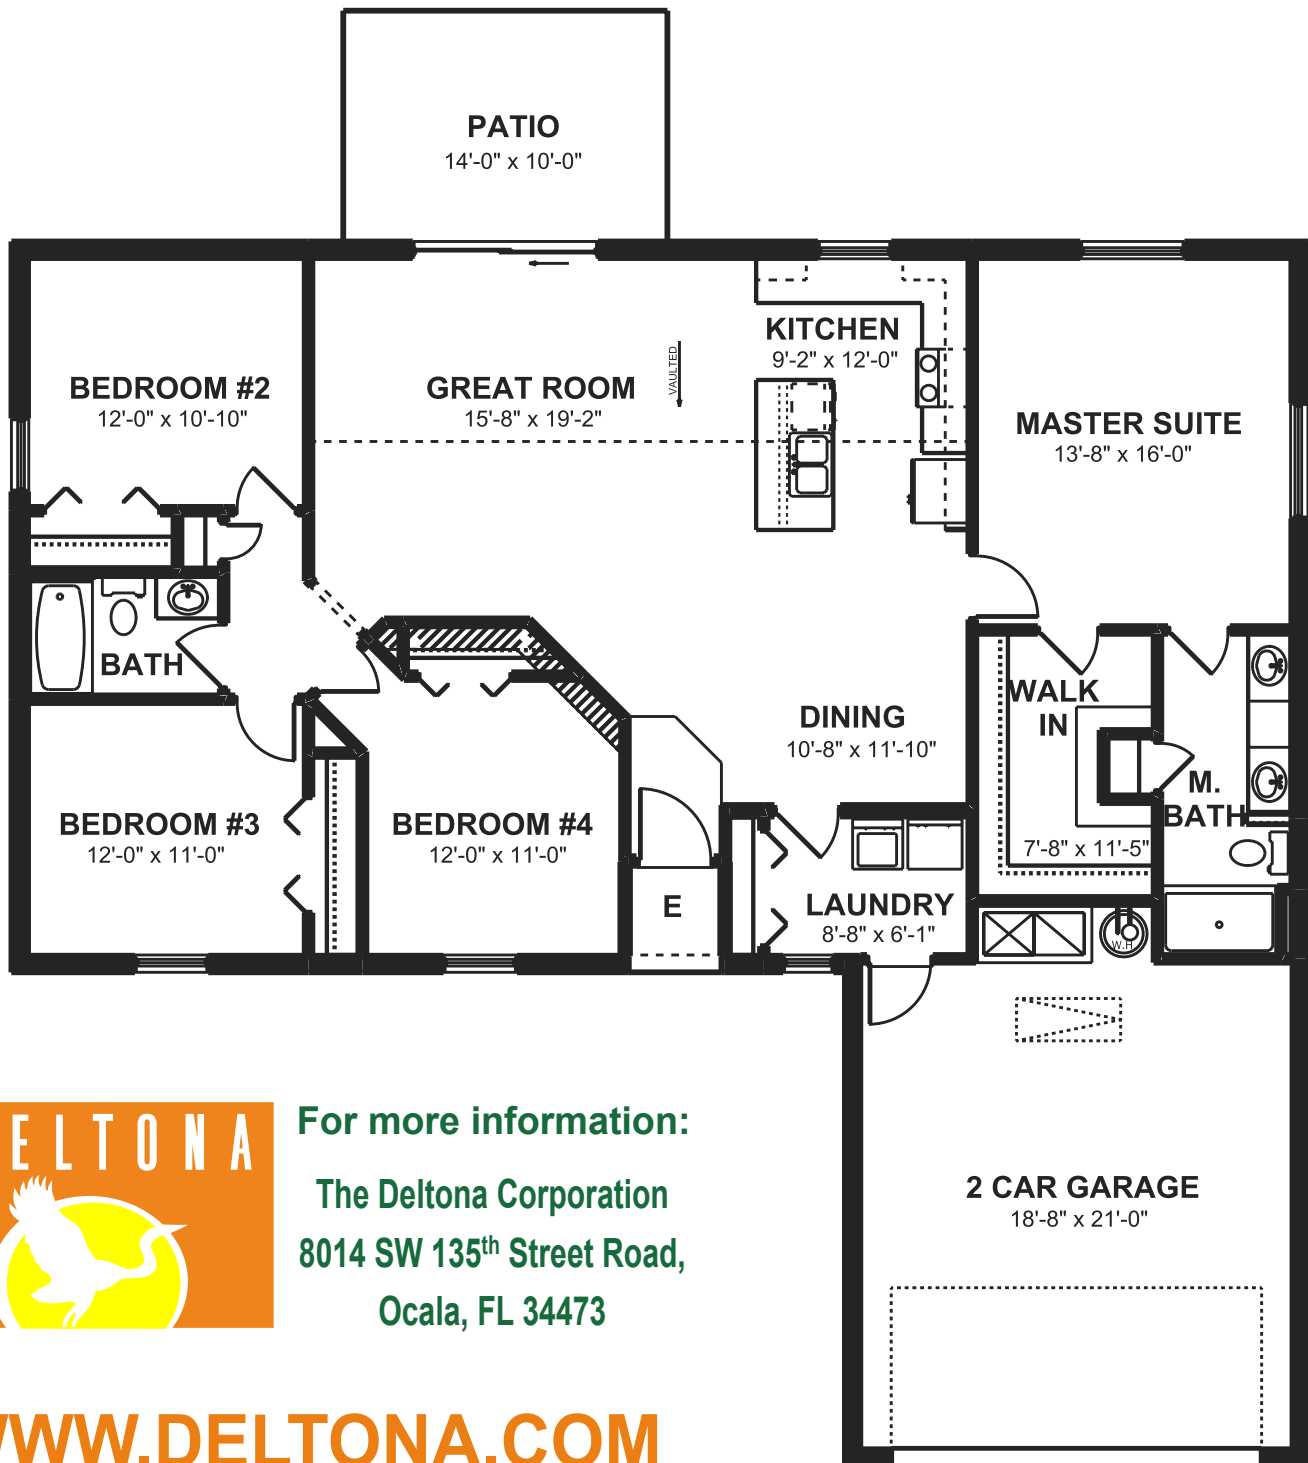 PATIO
14'-0" x 10'-0"
KITCHEN
9'-2" x 12'-0"
VAULTED
BEDROOM #2
12'-0" x 10'-10"
GREAT ROOM
15'-8" x 19'-2"
MASTER SUITE
13'-8" x 16'-0"
BATH
WALK
IN
7'-8" x 11'-5"
DINING
10'-8" x 11'-10"
M.
BATH
BEDROOM #3
12'-0" x 11'-0"
BEDROOM #4
12'-0" x 11'-0"
E
LAUNDRY
8'-8" x 6'-1"
W.H
2 CAR GARAGE
18'-8" x 21'-0"
ELTONA
For more information:
The Deltona Corporation
8014 SW 135th Street Road,
Ocala, FL 34473
WWW.DELTONA.COM